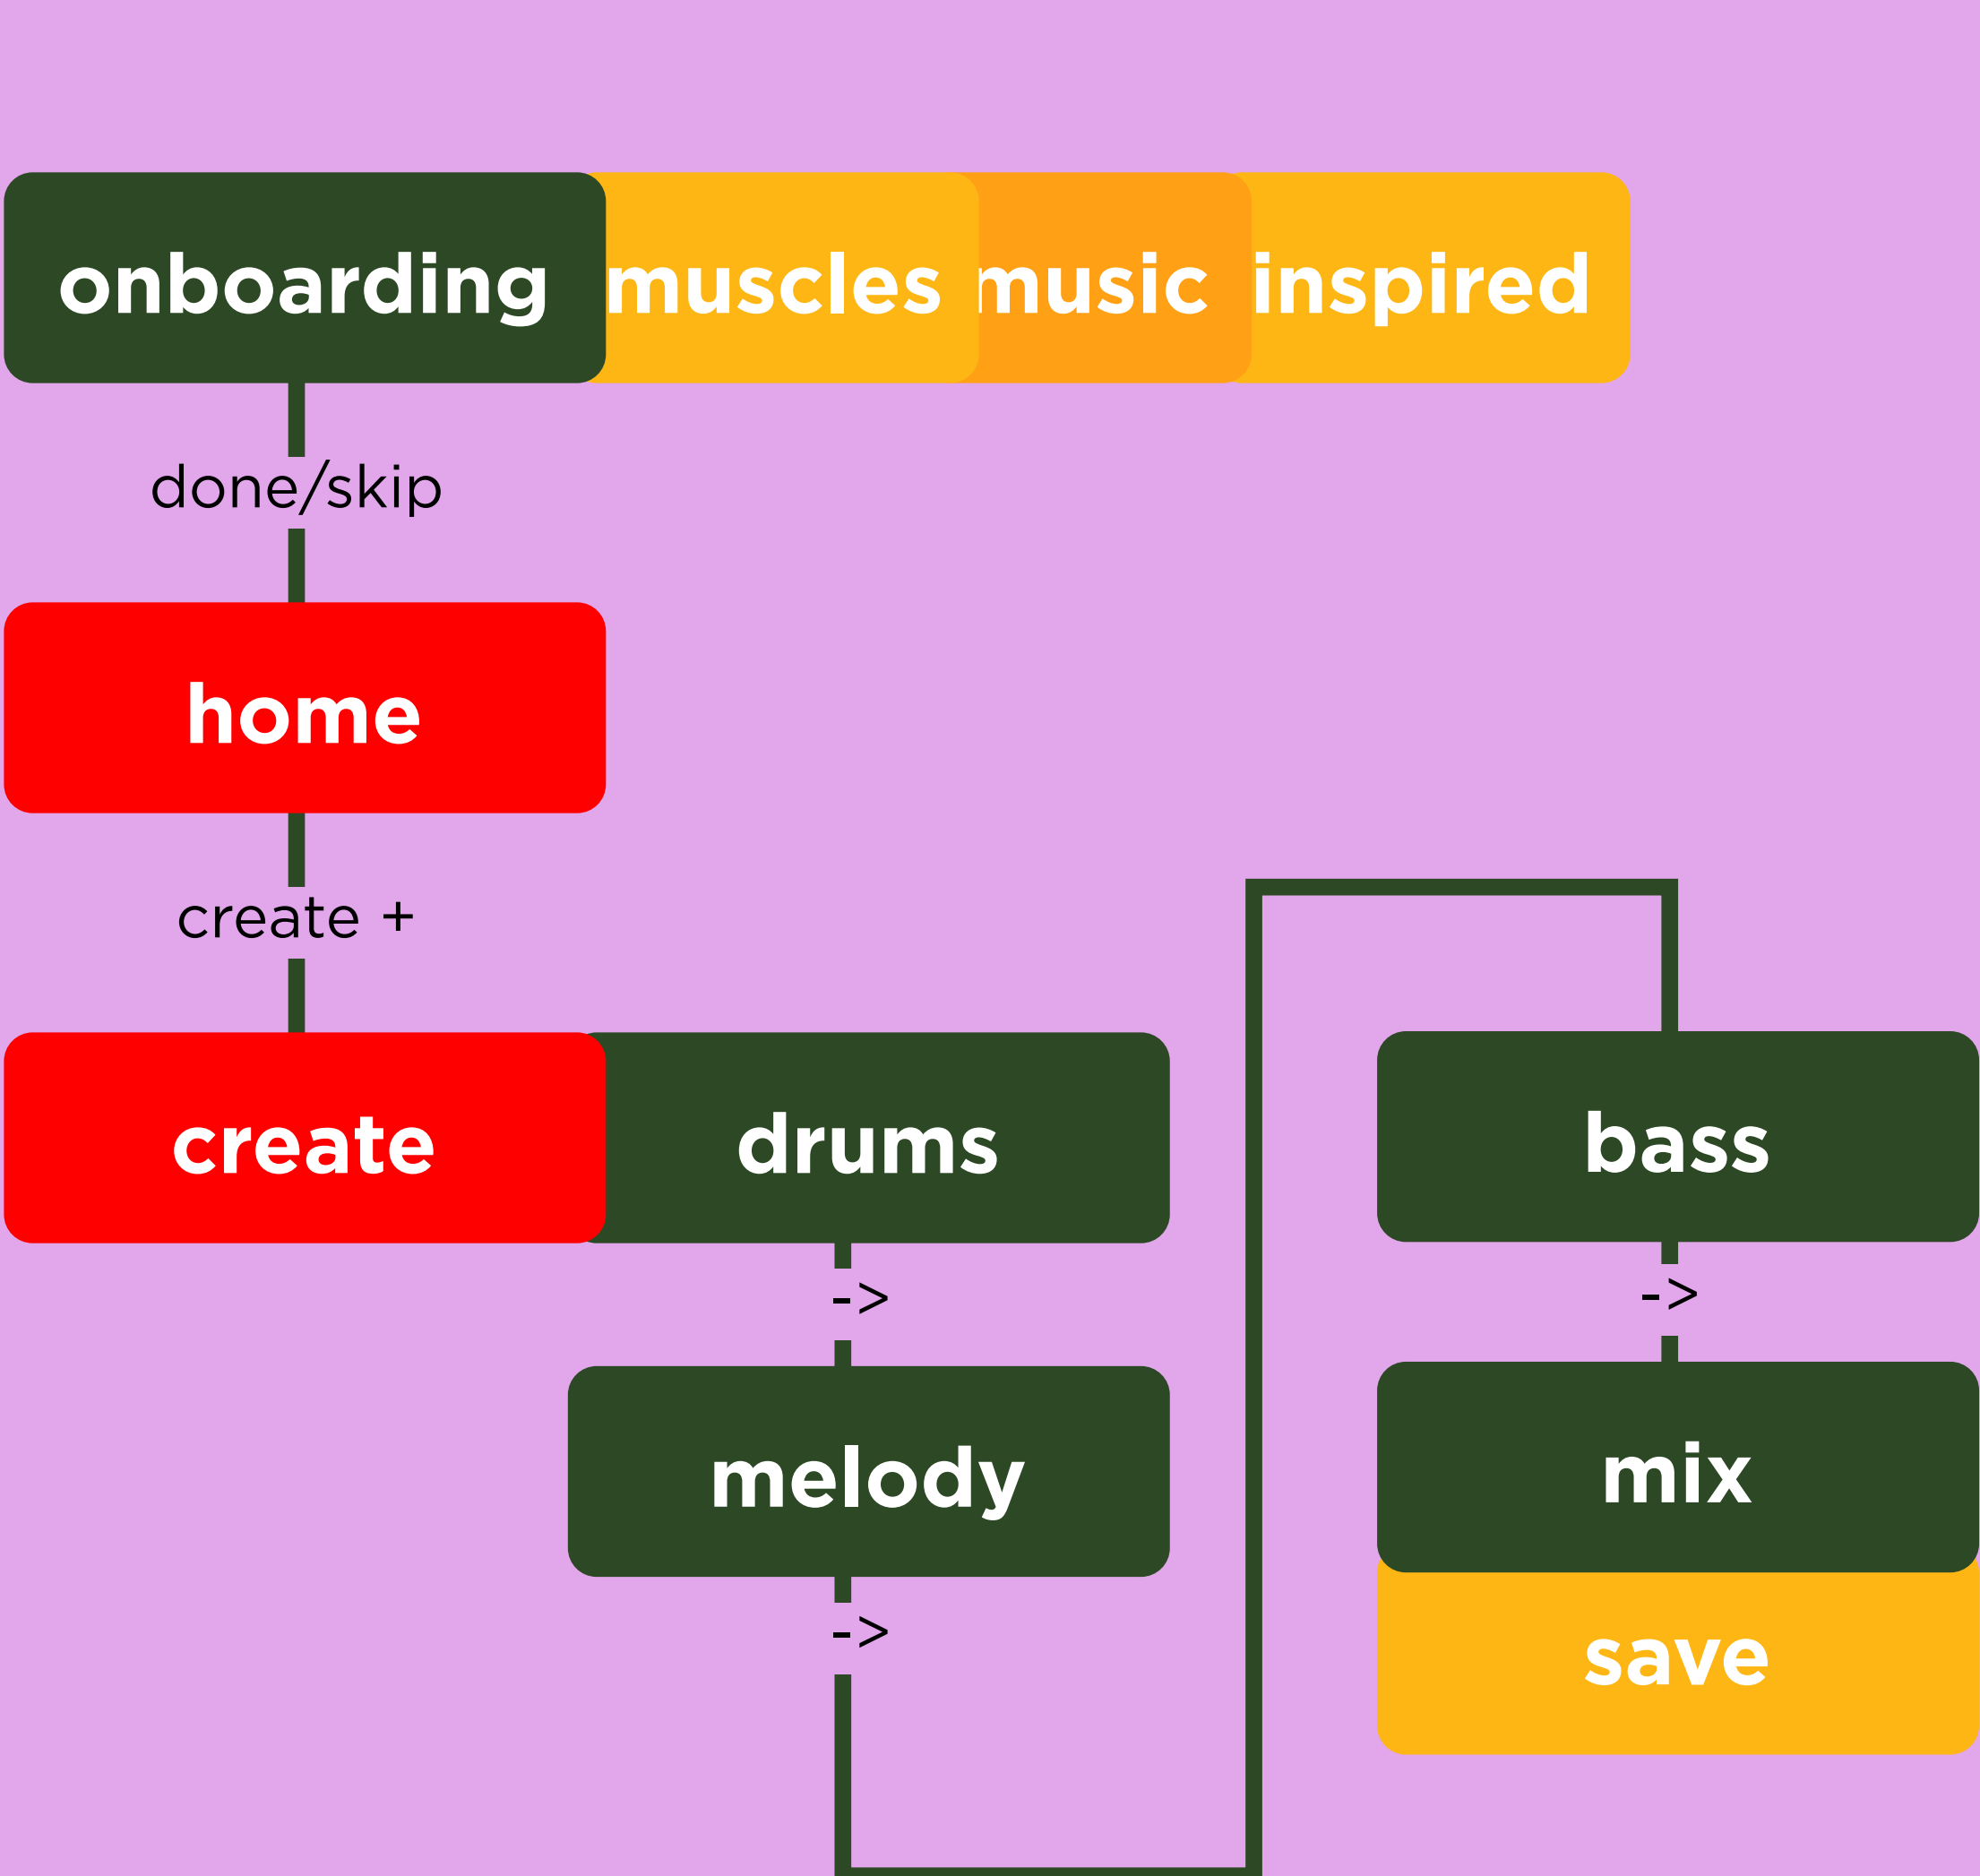 onboarding muscles music inspired
done/skip
home
create +
create drums
->
melody
->
bass
->
mix
save